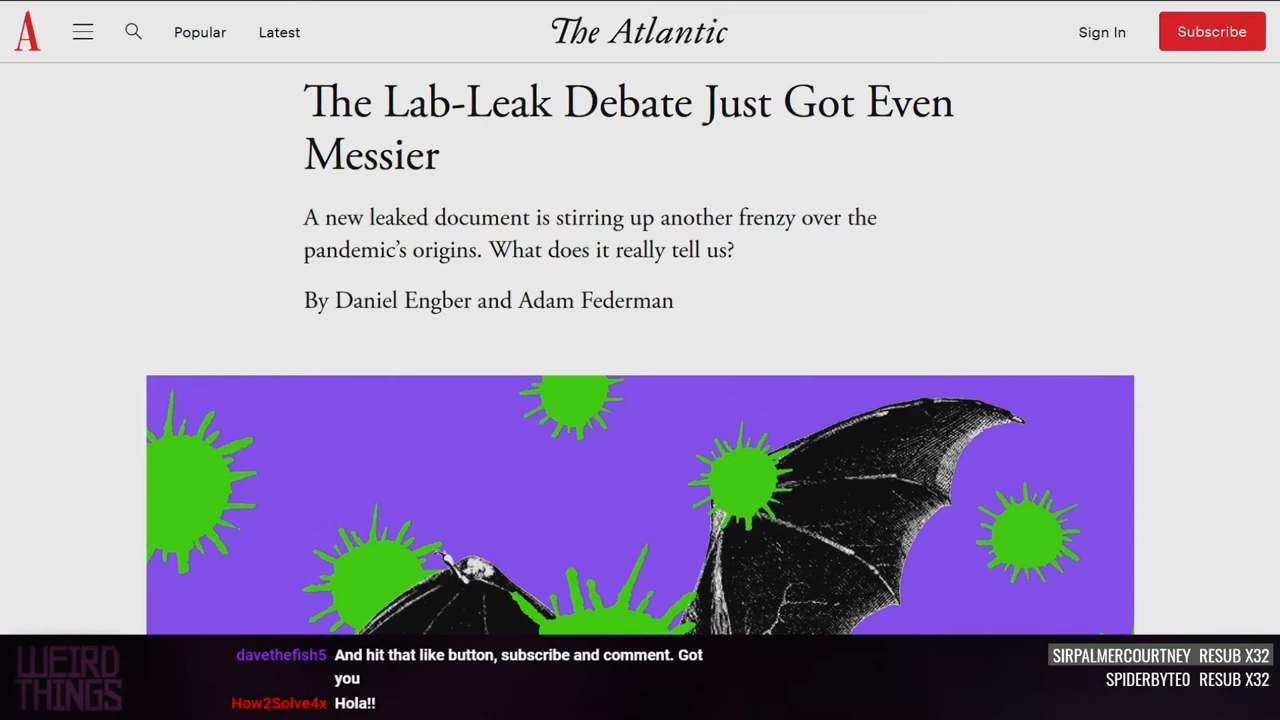 A
Popular
Latest
The Atlantic
Sign In
Subscribe
The Lab-Leak Debate Just Got Even
Messier
A new leaked document is stirring up another frenzy over the
pandemic's origins. What does it really tell us?
By Daniel Engber and Adam Federman
WEIRD
THINGS
davethefish5 And hit that like button, subscribe and comment. Got
you
How2Solve4x Hola!!
SIRPALMERCOURTNEY RESUB X32
SPIDERBYTE0 RESUB X32